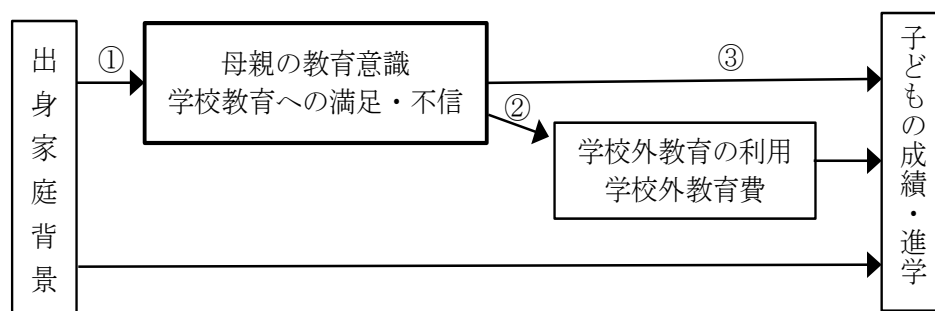 出身家庭背景
①
母親の教育意識
学校教育への満足・不信
③
②
学校外教育の利用
学校外教育費
子どもの成績・進学